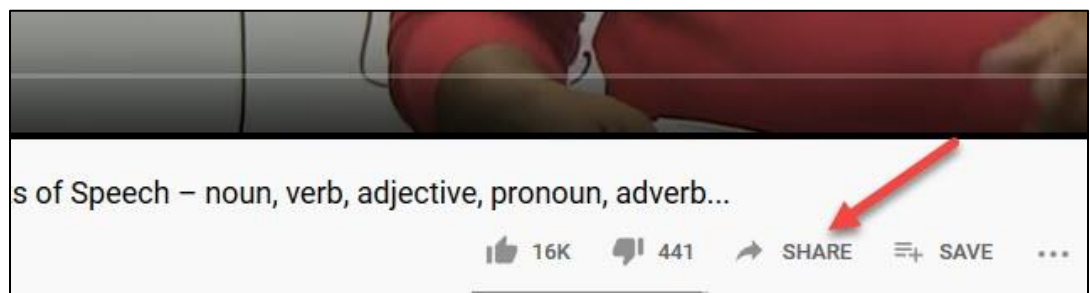 s of Speech – noun, verb, adjective, pronoun, adverb...
16K 441 SHARE SAVE